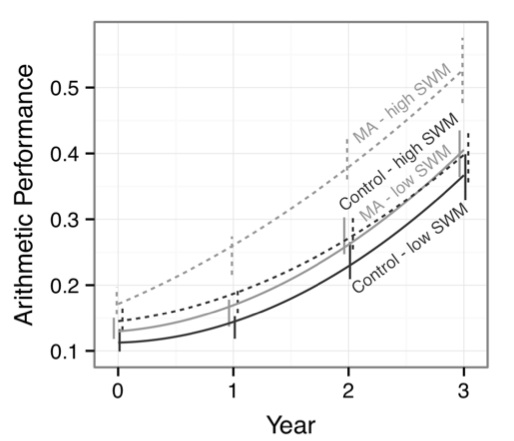 Arithmetic Performance
0.5
0.4
0.3
0.2
0.1
MA - high SWM
Control - high SWM
MA - low SWM
Control - low SWM
0 1 2 3
Year